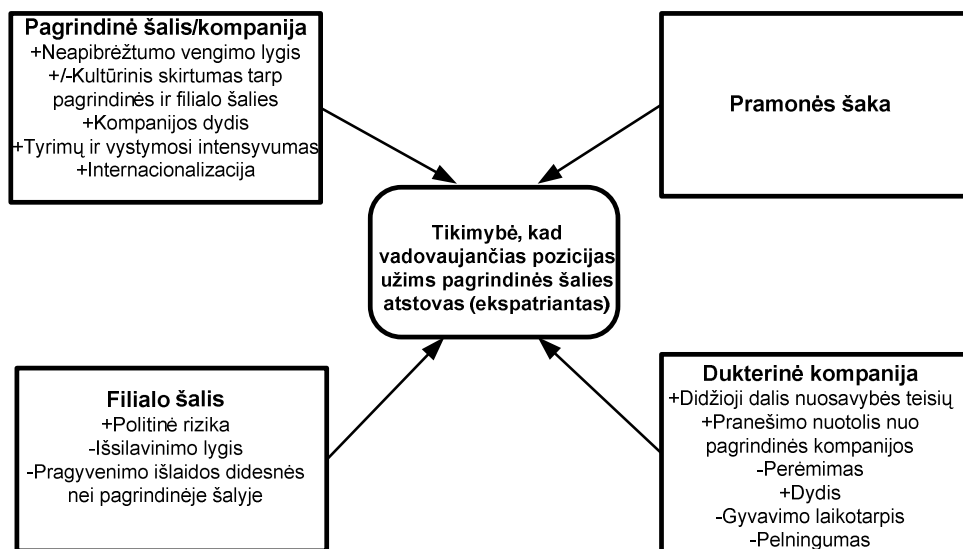 Pagrindinė šalis/kompanija
+Neapibrėžtumo vengimo lygis
+/-Kultūrinis skirtumas tarp
pagrindinės ir filialo šalies
+Kompanijos dydis
+Tyrimų ir vystymosi intensyvumas
+Internacionalizacija
Pramonės šaka
Tikimybė, kad
vadovaujančias pozicijas
užims pagrindinės šalies
atstovas (ekspatriantas)
Filialo šalis
+Politinė rizika
-Išsilavinimo lygis
-Pragyvenimo išlaidos didesnės
nei pagrindinėje šalyje
Dukterinė kompanija
+Didžioji dalis nuosavybės teisių
+Pranešimo nuotolis nuo
pagrindinės kompanijos
-Perėmimas
+Dydis
-Gyvavimo laikotarpis
-Pelningumas